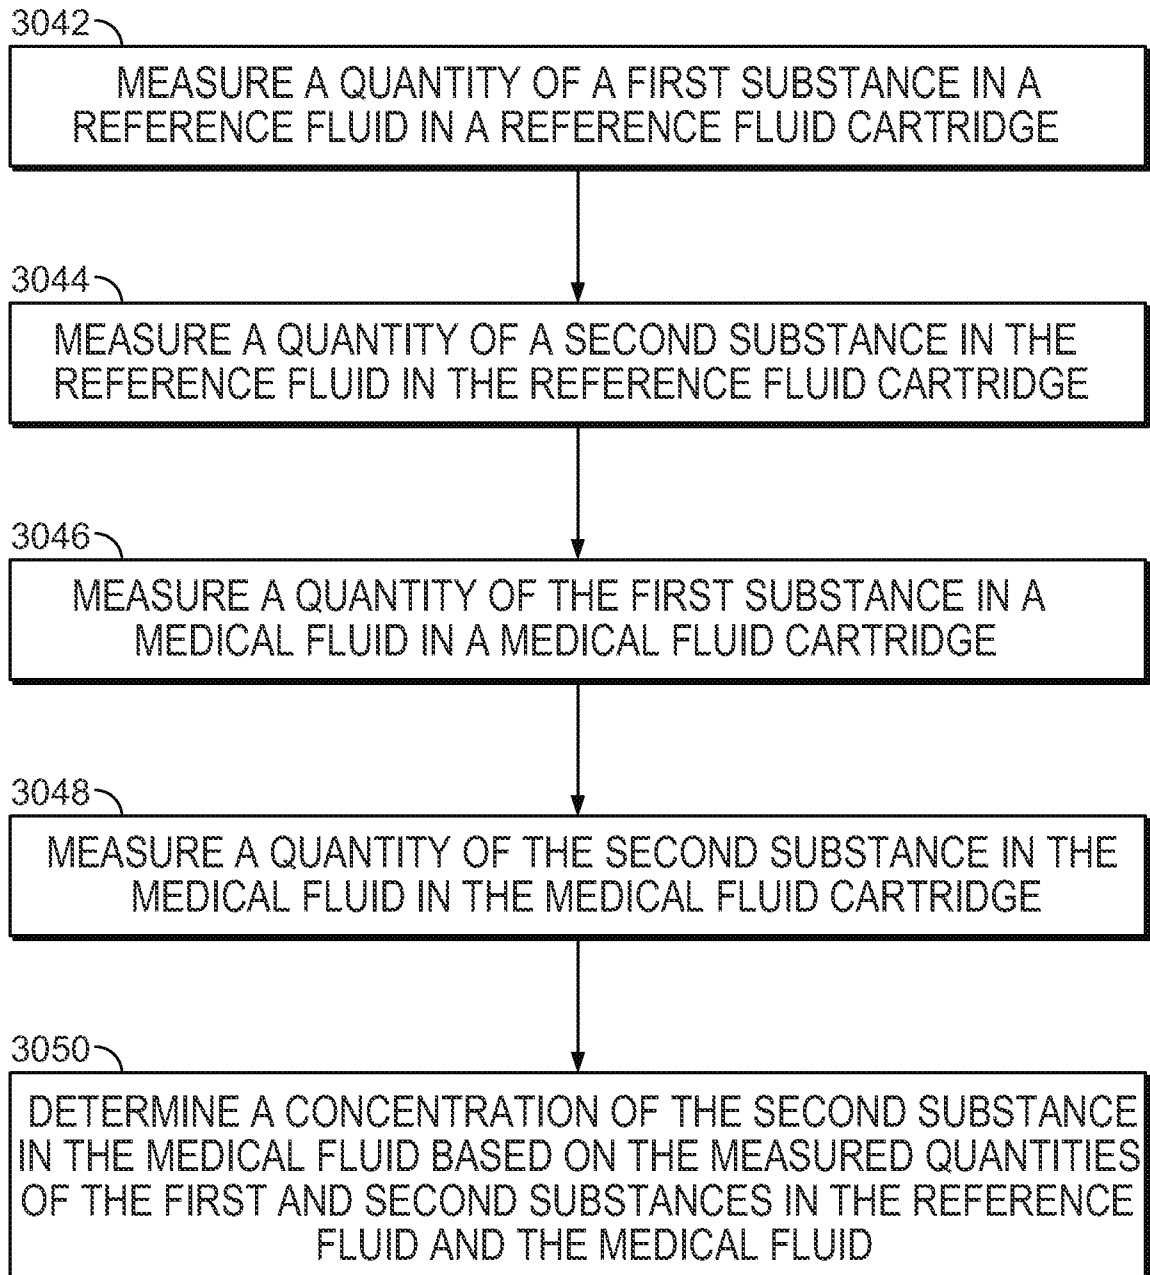 3042
MEASURE A QUANTITY OF A FIRST SUBSTANCE IN A
REFERENCE FLUID IN A REFERENCE FLUID CARTRIDGE
3044
MEASURE A QUANTITY OF A SECOND SUBSTANCE IN THE
REFERENCE FLUID IN THE REFERENCE FLUID CARTRIDGE
3046
MEASURE A QUANTITY OF THE FIRST SUBSTANCE IN A
MEDICAL FLUID IN A MEDICAL FLUID CARTRIDGE
3048
MEASURE A QUANTITY OF THE SECOND SUBSTANCE IN THE
MEDICAL FLUID IN THE MEDICAL FLUID CARTRIDGE
3050
DETERMINE A CONCENTRATION OF THE SECOND SUBSTANCE
IN THE MEDICAL FLUID BASED ON THE MEASURED QUANTITIES
OF THE FIRST AND SECOND SUBSTANCES IN THE REFERENCE
FLUID AND THE MEDICAL FLUID